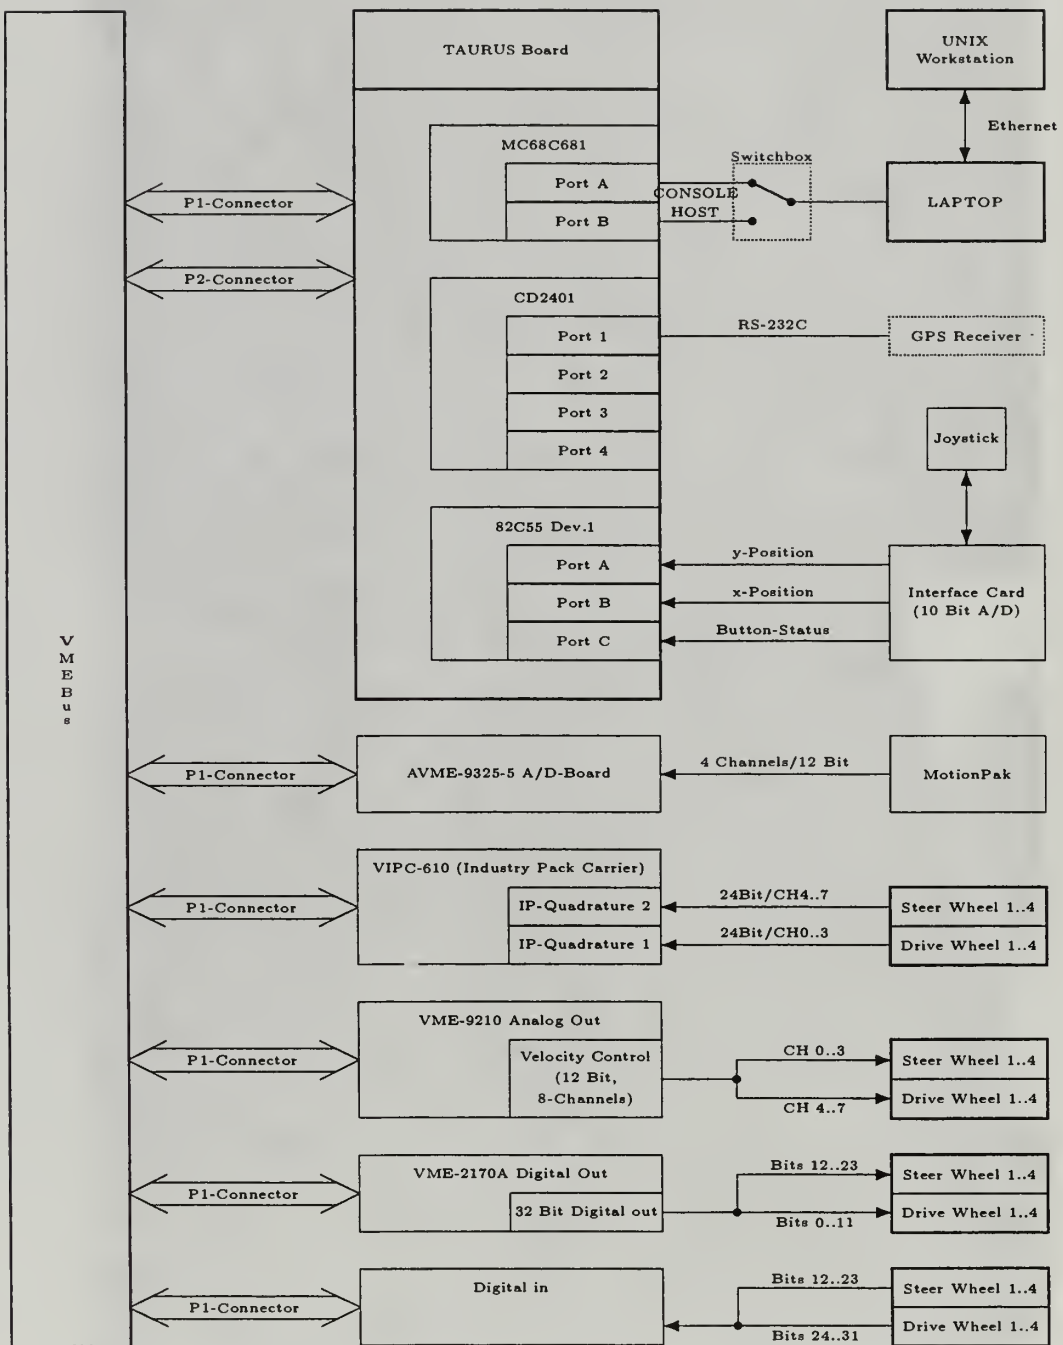 TAURUS Board
UNIX
Workstation
Ethernet
MC68C681
Port A
Port B
CONSOLE
HOST
Switchbox
LAPTOP
P1-Connector
P2-Connector
CD2401
Port 1
Port 2
Port 3
Port 4
RS-232C
GPS Receiver
Joystick
82C55 Dev.1
Port A
Port B
Port C
y-Position
x-Position
Button-Status
Interface Card
(10 Bit A/D)
V
M
E
B
u
s
P1-Connector
AVME-9325-5 A/D-Board
4 Channels/12 Bit
MotionPak
P1-Connector
VIPC-610 (Industry Pack Carrier)
IP-Quadrature 2
IP-Quadrature 1
24Bit/CH4..7
24Bit/CH0..3
Steer Wheel 1..4
Drive Wheel 1..4
P1-Connector
VME-9210 Analog Out
Velocity Control
(12 Bit,
8-Channels)
CH 0..3
CH 4..7
Steer Wheel 1..4
Drive Wheel 1..4
P1-Connector
VME-2170A Digital Out
32 Bit Digital out
Bits 12..23
Bits 0..11
Steer Wheel 1..4
Drive Wheel 1..4
P1-Connector
Digital in
Bits 12..23
Bits 24..31
Steer Wheel 1..4
Drive Wheel 1..4